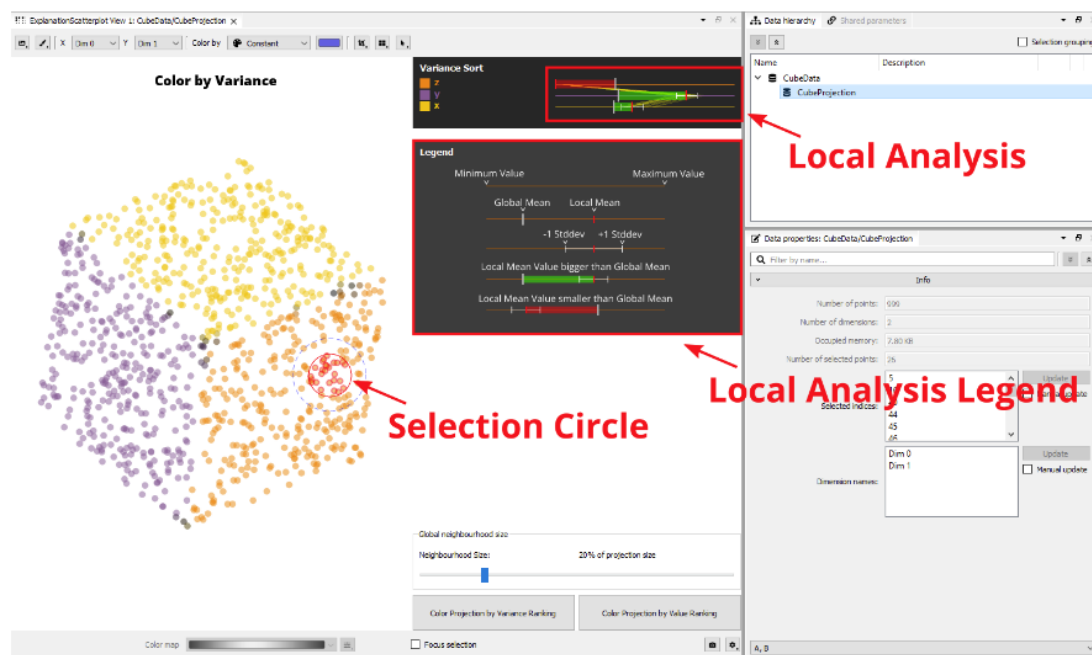 ExplanationScatterplot View 1: CubeData/CubeProjection
X Dim 0 Y Dim 1 Color by Constant
Color by Variance
Variance Sort
z
y
x
Legend
Minimum Value Maximum Value
Global Mean Local Mean
-1 Stddev +1 Stddev
Local Mean Value bigger than Global Mean
Local Mean Value smaller than Global Mean
Selection Circle
Global neighbourhood size
Neighbourhood Size: 20% of projection size
Color Projection by Variance Ranking Color Projection by Value Ranking
Color map Focus selection
Data hierarchy Shared parameters
Selection grouping
Name Description
CubeData
CubeProjection
Local Analysis
Data properties: CubeData/CubeProjection
Filter by name...
Info
Number of points:
Number of dimensions: 2
Occupied memory: 7.80 KB
Number of selected points: 26
5
Update
Local Analysis Legend
Selected indices:
44
45
46
Dim 0
Dim 1
Update
Manual update
Dimension names:
A, B